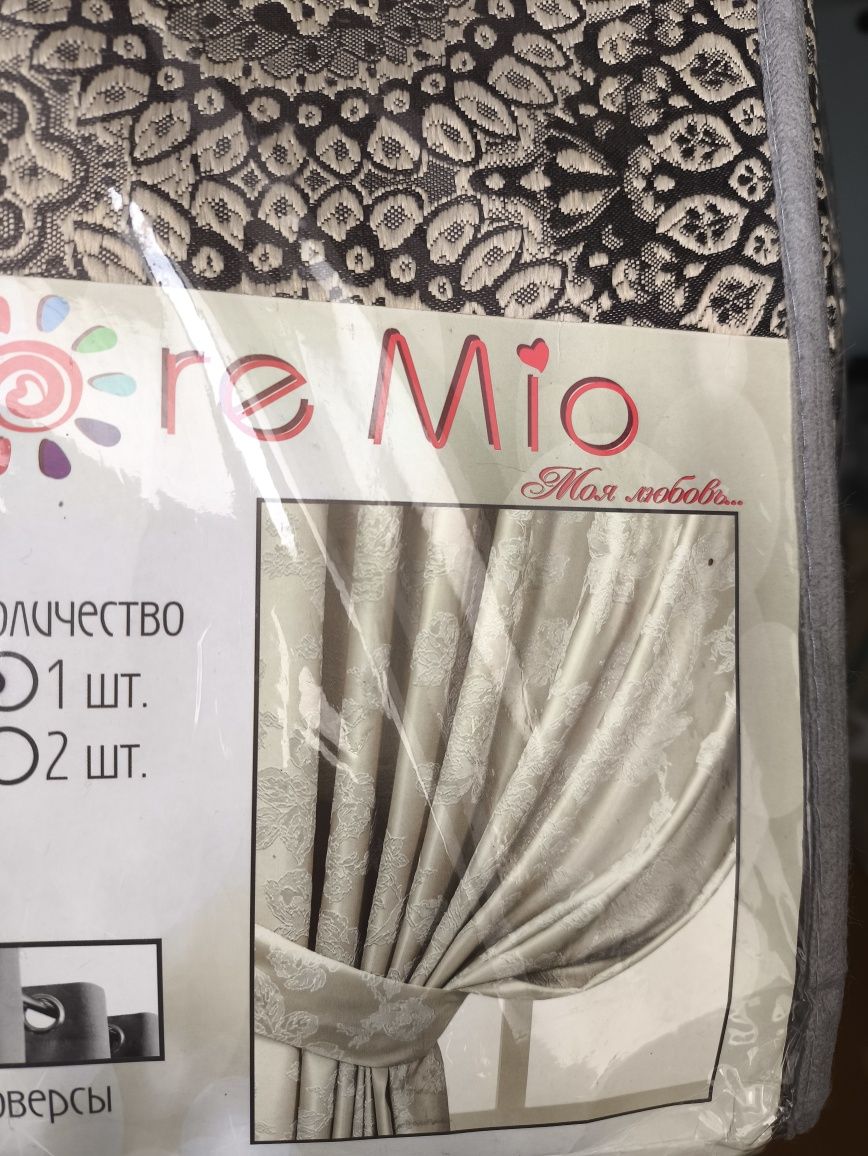 re Mio
Моя любовь...
оличество
1 шт.
2 шт.
оверсы